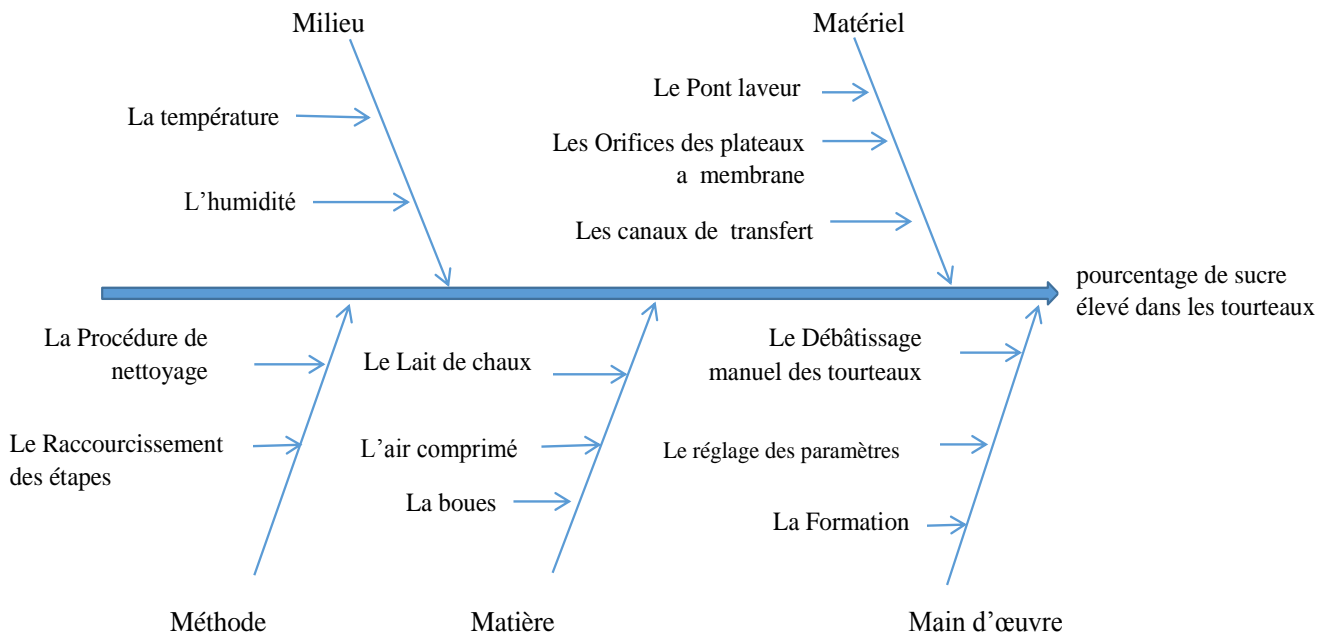 Milieu
Matériel
La température
L'humidité
Le Pont laveur
Les Orifices des plateaux
a membrane
Les canaux de transfert
pourcentage de sucre
élevé dans les tourteaux
La Procédure de
nettoyage
Le Raccourcissement
des étapes
Le Lait de chaux
L'air comprimé
La boues
Le Débâtissage
manuel des tourteaux
Le réglage des paramètres
La Formation
Méthode
Matière
Main d'œuvre